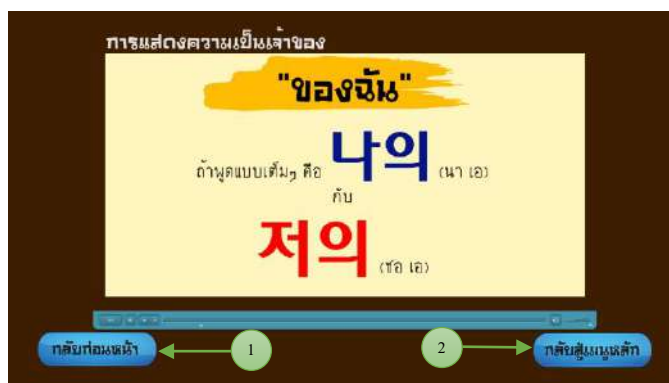 การแสดงความเป็นเจ้าของ
"ของฉัน"
ถ้าพูดแบบเต็มๆ คือ 나의 (นา เอ)
กับ
저의 (ชอ เอ)
กลับก่อนหน้า 1 2 กลับสู่เมนูหลัก